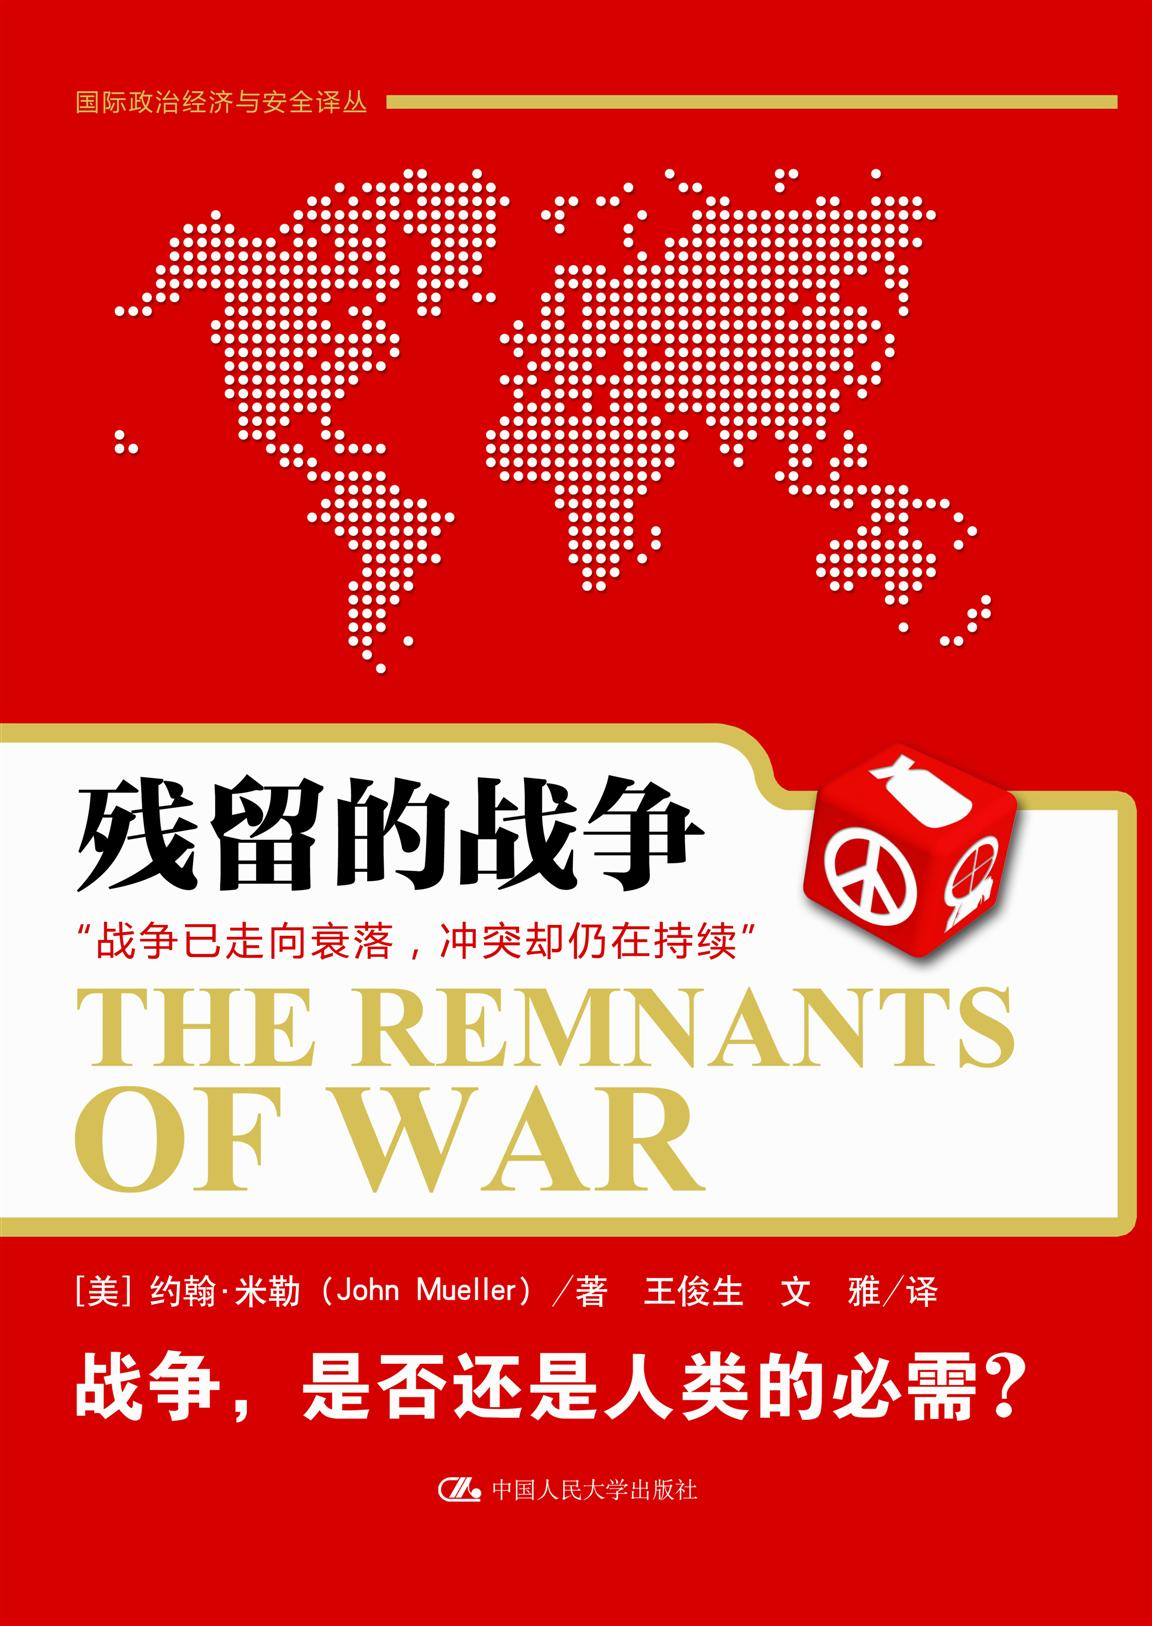 国际政治经济与安全译丛
残留的战争
“战争已走向衰落，冲突却仍在持续”
THE REMNANTS
OF WAR
[美] 约翰·米勒（John Mueller）/著 王俊生 文 雅/译
战争，是否还是人类的必需?
中国人民大学出版社